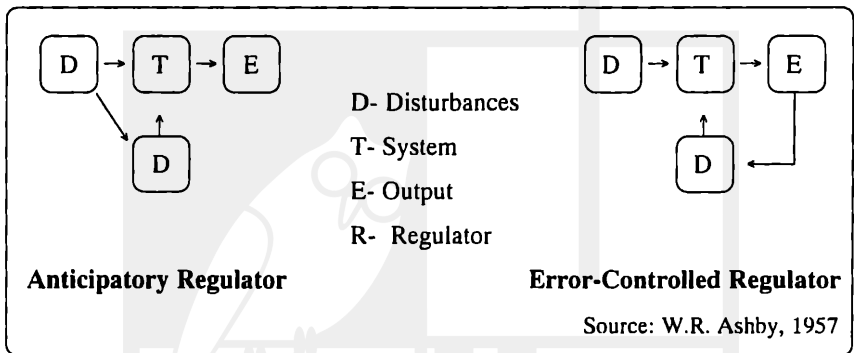 D T E
D
D- Disturbances
T- System
E- Output
R- Regulator
D T E
D
Anticipatory Regulator
Error-Controlled Regulator
Source: W.R. Ashby, 1957